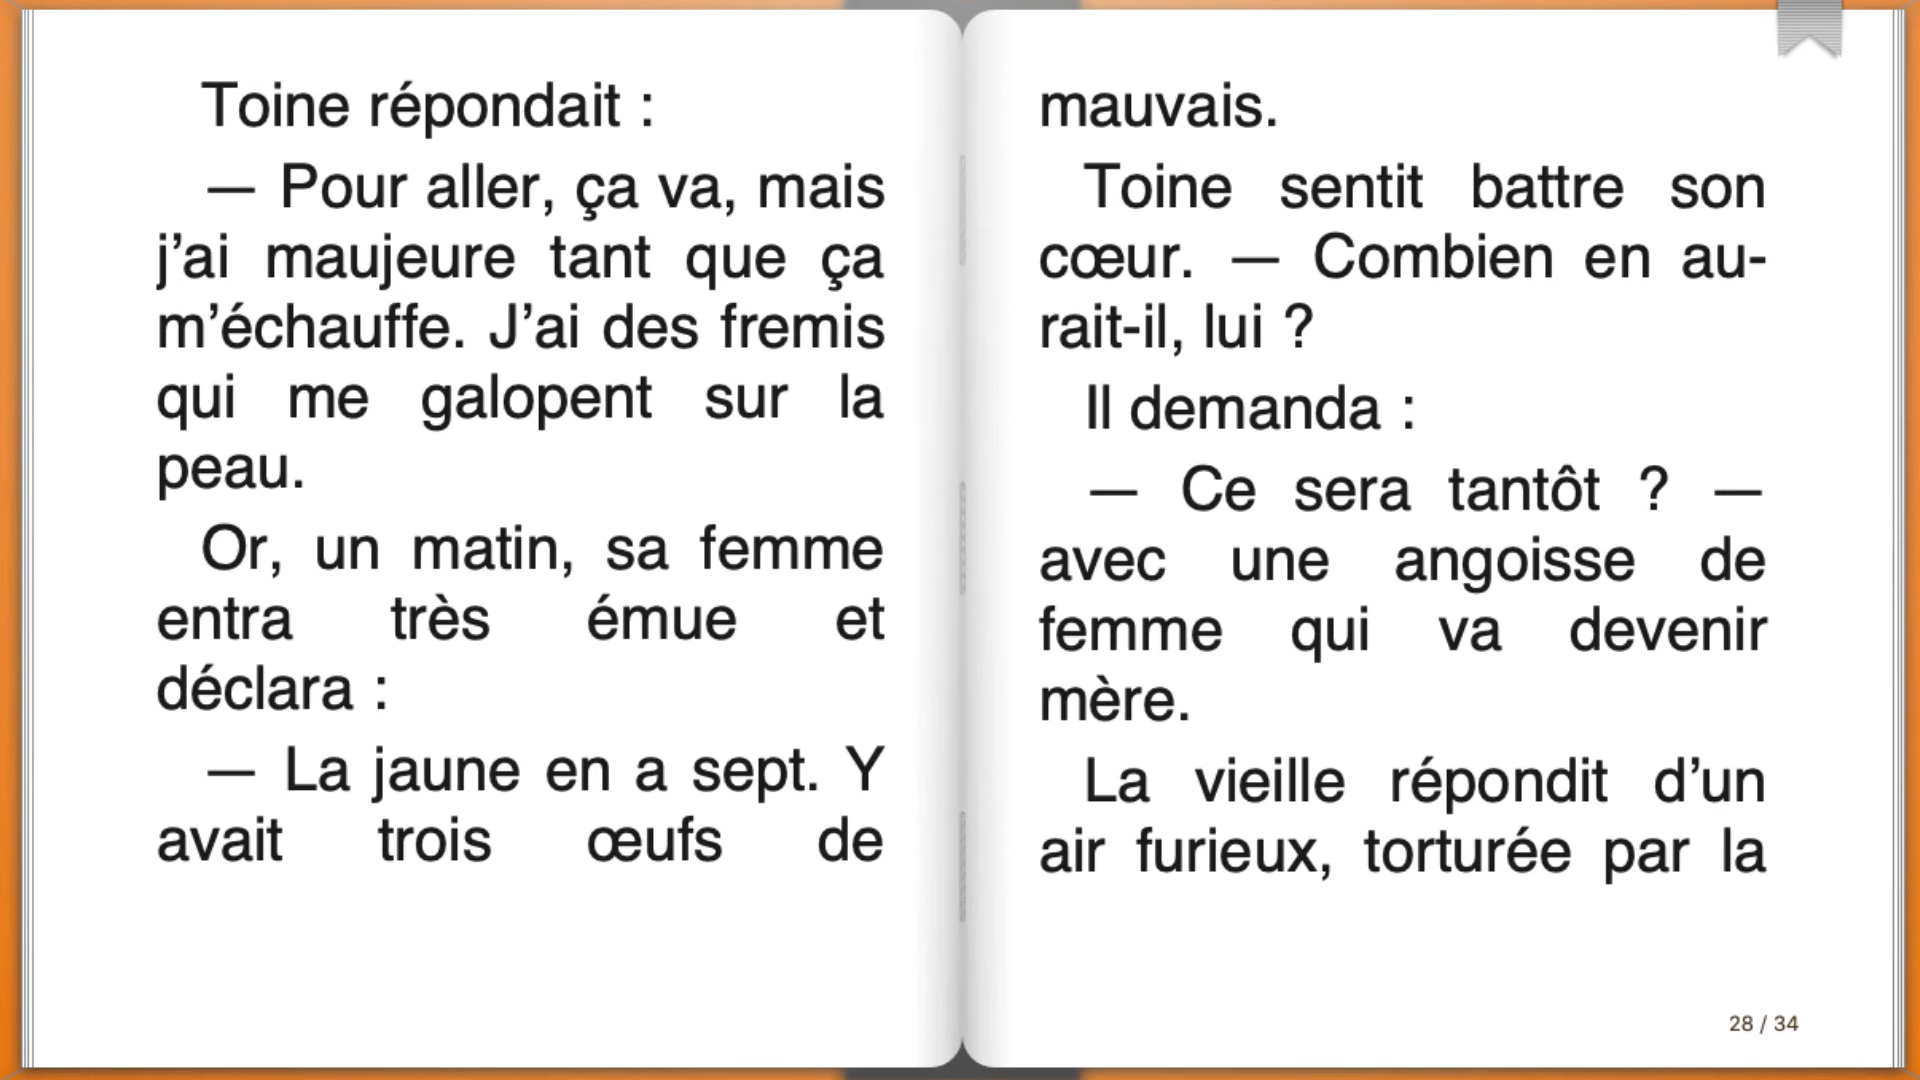 Toine répondait :
— Pour aller, ça va, mais
j’ai maujeure tant que ça
m’échauffe. J’ai des fremis
qui me galopent sur la
peau.
Or, un matin, sa femme
entra très émue et
déclara :
— La jaune en a sept. Y
avait trois œufs de
mauvais.
Toine sentit battre son
cœur. — Combien en au-
rait-il, lui ?
Il demanda :
— Ce sera tantôt ? —
avec une angoisse de
femme qui va devenir
mère.
La vieille répondit d’un
air furieux, torturée par la
28 / 34